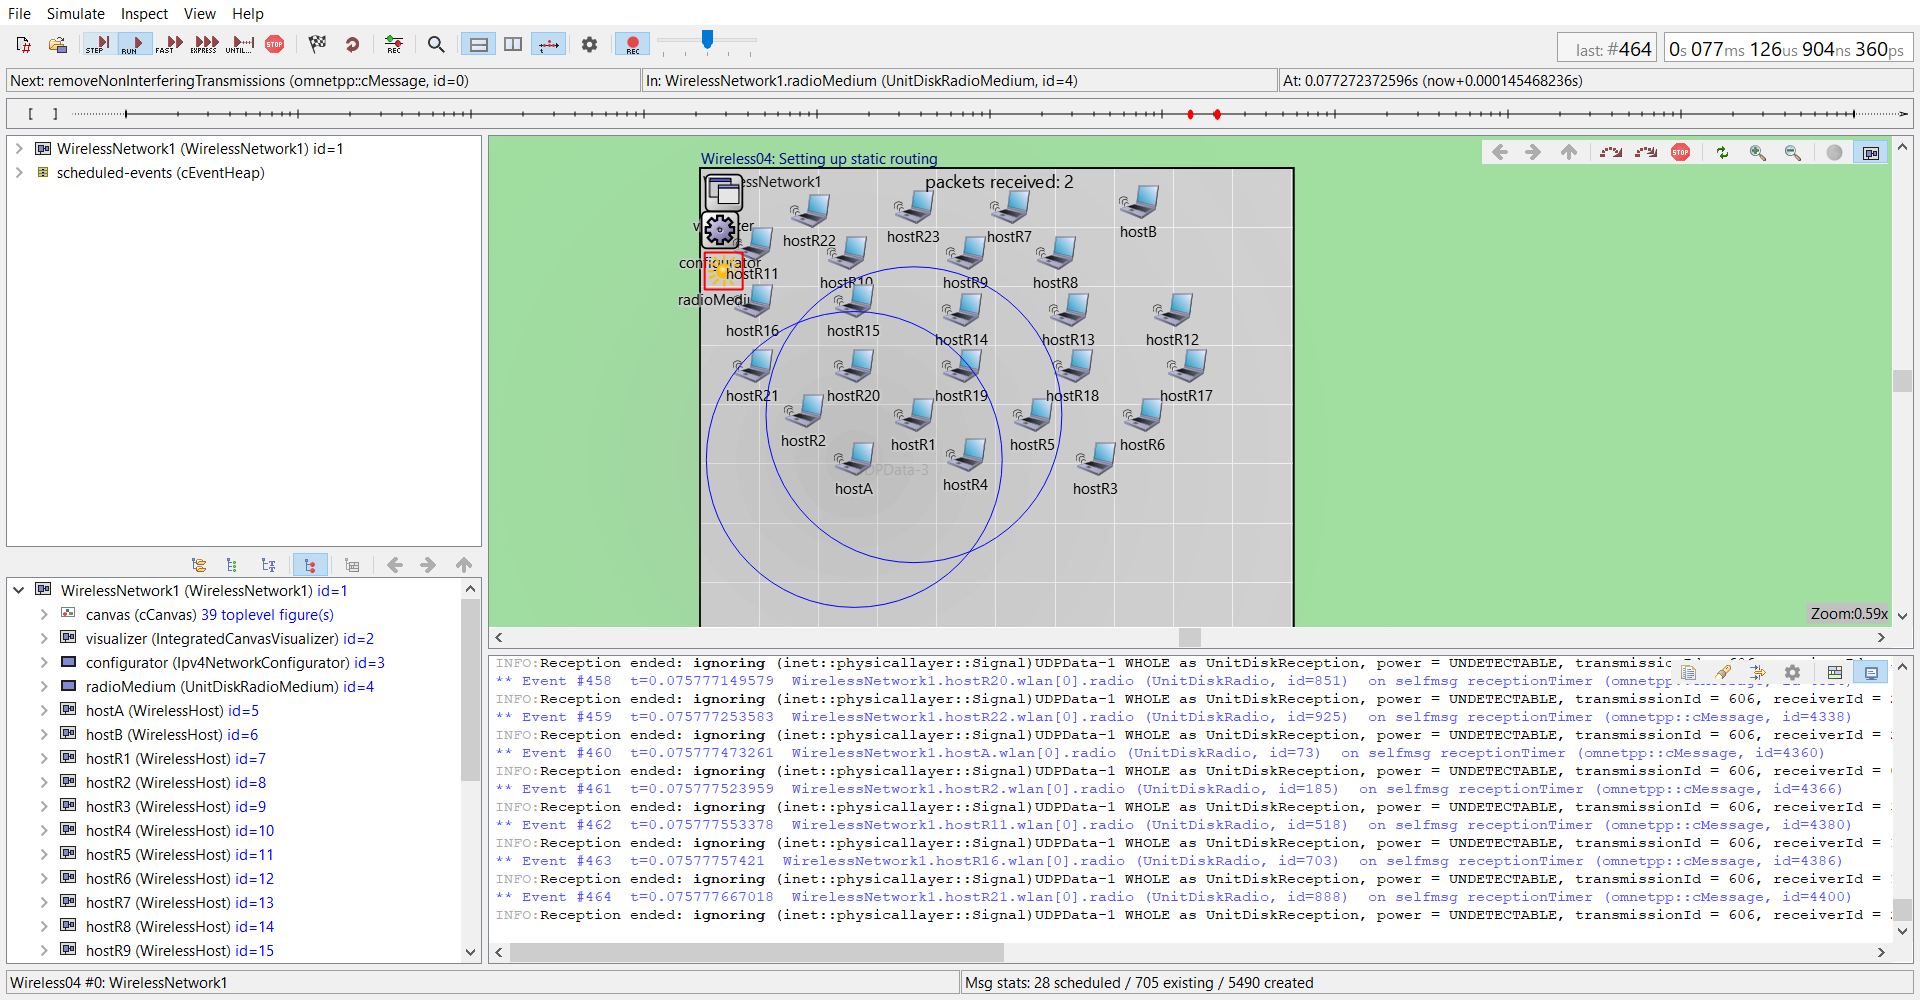 File Simulate Inspect View Help
STEP RUN FAST EXPRESS UNTIL... STOP REC REC
last: #464 0s 077ms 126us 904ns 360ps
Next: removeNonInterferingTransmissions (omnetpp::cMessage, id=0) In: WirelessNetwork1.radioMedium (UnitDiskRadioMedium, id=4) At: 0.077272372596s (now+0.000145468236s)
[ ]
WirelessNetwork1 (WirelessNetwork1) id=1
scheduled-events (cEventHeap)
WirelessNetwork1 (WirelessNetwork1) id=1
canvas (cCanvas) 39 toplevel figure(s)
visualizer (IntegratedCanvasVisualizer) id=2
configurator (Ipv4NetworkConfigurator) id=3
radioMedium (UnitDiskRadioMedium) id=4
hostA (WirelessHost) id=5
hostB (WirelessHost) id=6
hostR1 (WirelessHost) id=7
hostR2 (WirelessHost) id=8
hostR3 (WirelessHost) id=9
hostR4 (WirelessHost) id=10
hostR5 (WirelessHost) id=11
hostR6 (WirelessHost) id=12
hostR7 (WirelessHost) id=13
hostR8 (WirelessHost) id=14
hostR9 (WirelessHost) id=15
Wireless04: Setting up static routing
STOP
packets received: 2
hostR22
hostR23
hostR7
hostB
configurator
hostR11
hostR10
hostR9
hostR8
hostR16
hostR15
hostR14
hostR13
hostR12
hostR21
hostR20
hostR19
hostR18
hostR17
hostR2
hostR1
hostR5
hostR6
hostA
hostR4
hostR3
Zoom:0.59x
INFO:Reception ended: ignoring (inet::physicallayer::Signal)UDPData-1 WHOLE as UnitDiskReception, power = UNDETECTABLE,
** Event #458 t=0.075777149579 WirelessNetwork1.hostR20.wlan[0].radio (UnitDiskRadio, id=851) on selfmsg receptionTimer (omnetpp::cMessage,
INFO:Reception ended: ignoring (inet::physicallayer::Signal)UDPData-1 WHOLE as UnitDiskReception, power = UNDETECTABLE, transmissionId = 606, receiverId =
** Event #459 t=0.075777253583 WirelessNetwork1.hostR22.wlan[0].radio (UnitDiskRadio, id=925) on selfmsg receptionTimer (omnetpp::cMessage, id=4338)
INFO:Reception ended: ignoring (inet::physicallayer::Signal)UDPData-1 WHOLE as UnitDiskReception, power = UNDETECTABLE, transmissionId = 606, receiverId =
** Event #460 t=0.075777473261 WirelessNetwork1.hostA.wlan[0].radio (UnitDiskRadio, id=73) on selfmsg receptionTimer (omnetpp::cMessage, id=4360)
INFO:Reception ended: ignoring (inet::physicallayer::Signal)UDPData-1 WHOLE as UnitDiskReception, power = UNDETECTABLE, transmissionId = 606, receiverId =
** Event #461 t=0.075777523959 WirelessNetwork1.hostR2.wlan[0].radio (UnitDiskRadio, id=185) on selfmsg receptionTimer (omnetpp::cMessage, id=4366)
INFO:Reception ended: ignoring (inet::physicallayer::Signal)UDPData-1 WHOLE as UnitDiskReception, power = UNDETECTABLE, transmissionId = 606, receiverId =
** Event #462 t=0.075777553378 WirelessNetwork1.hostR11.wlan[0].radio (UnitDiskRadio, id=518) on selfmsg receptionTimer (omnetpp::cMessage, id=4380)
INFO:Reception ended: ignoring (inet::physicallayer::Signal)UDPData-1 WHOLE as UnitDiskReception, power = UNDETECTABLE, transmissionId = 606, receiverId =
** Event #463 t=0.07577757421 WirelessNetwork1.hostR16.wlan[0].radio (UnitDiskRadio, id=703) on selfmsg receptionTimer (omnetpp::cMessage, id=4386)
INFO:Reception ended: ignoring (inet::physicallayer::Signal)UDPData-1 WHOLE as UnitDiskReception, power = UNDETECTABLE, transmissionId = 606, receiverId =
** Event #464 t=0.075777667018 WirelessNetwork1.hostR21.wlan[0].radio (UnitDiskRadio, id=888) on selfmsg receptionTimer (omnetpp::cMessage, id=4400)
INFO:Reception ended: ignoring (inet::physicallayer::Signal)UDPData-1 WHOLE as UnitDiskReception, power = UNDETECTABLE, transmissionId = 606, receiverId =
Wireless04 #0: WirelessNetwork1 Msg stats: 28 scheduled / 705 existing / 5490 created